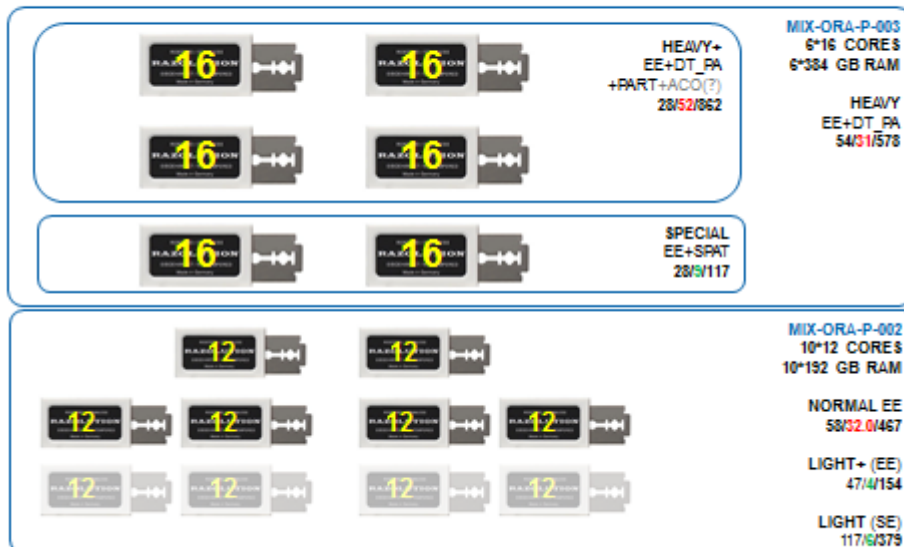 MIX-ORA-P-003
6*16 CORES
6*384 GB RAM
HEAVY
EE+DT_PA
54/31/578
HEAVY+
EE+DT_PA
+PART+ACO(?)
28/52/862
16
16
16
16
SPECIAL
EE+SPAT
28/9/117
16
16
MIX-ORA-P-002
10*12 CORES
10*192 GB RAM
NORMAL EE
58/32.0/467
LIGHT+ (EE)
47/4/154
LIGHT (SE)
117/6/379
12
12
12
12
12
12
12
12
12
12